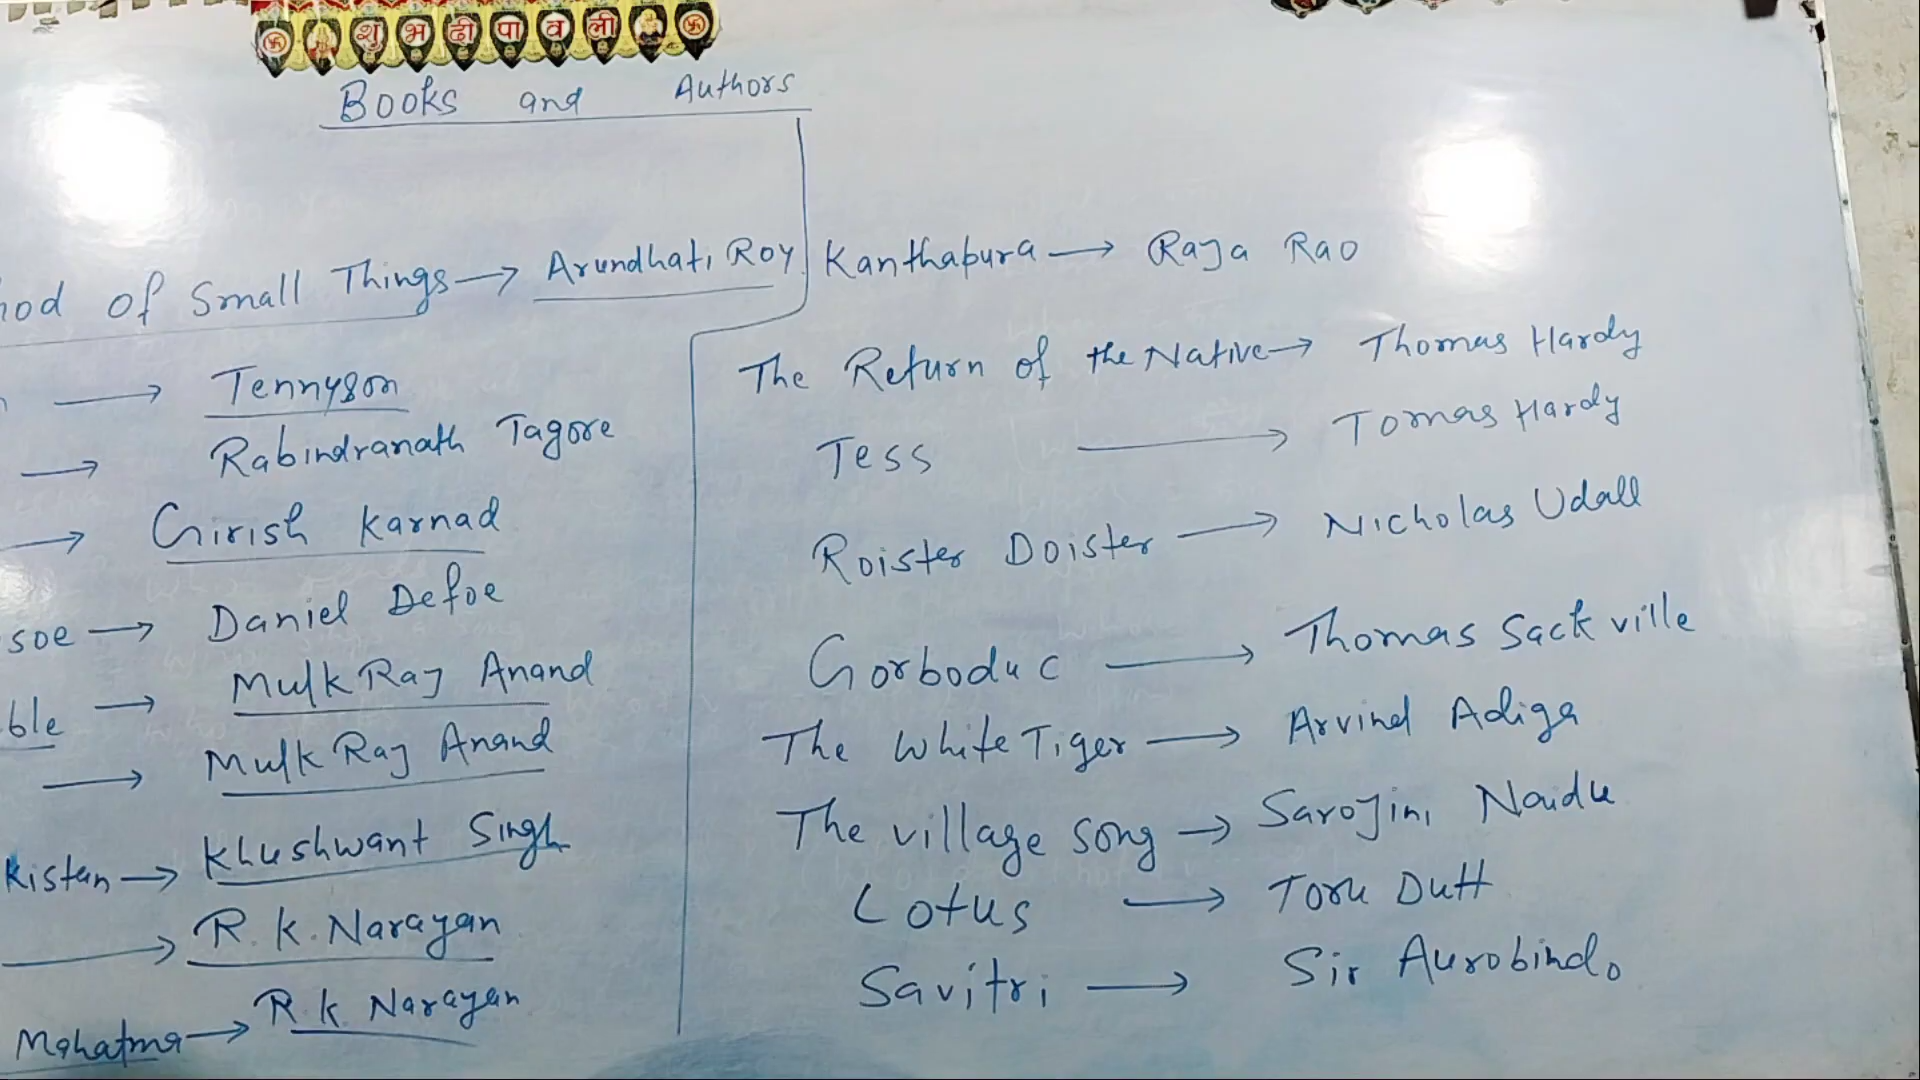 शुभ दीपावली
Books and Authors
of Small Things → Arundhati Roy
→ Tennyson
→ Rabindranath Tagore
→ Girish Karnad
soe → Daniel Defoe
ble → Mulk Raj Anand
→ Mulk Raj Anand
kistan → Khushwant Singh
→ R. K. Narayan
Mahatma → R. K. Narayan
Kanthapura → Raja Rao
The Return of the Native → Thomas Hardy
Tess → Tomas Hardy
Roister Doister → Nicholas Udall
Gorboduc → Thomas Sackville
The White Tiger → Arvind Adiga
The village song → Sarojini Naidu
Lotus → Toru Dutt
Savitri → Sir Aurobindo